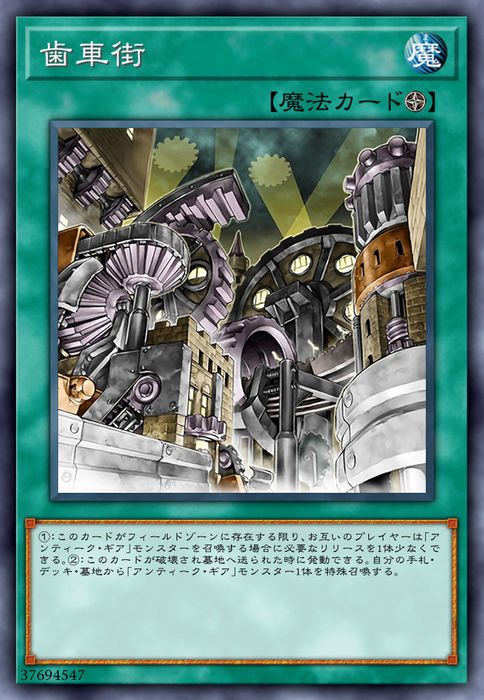 歯車街
魔
【魔法カード】
①:このカードがフィールドゾーンに存在する限り、お互いのプレイヤーは「ア
ンティーク・ギア」モンスターを召喚する場合に必要なリリースを1体少なくで
きる。②:このカードが破壊され墓地へ送られた時に発動できる。自分の手札・
デッキ・墓地から「アンティーク・ギア」モンスター1体を特殊召喚する。
37694547